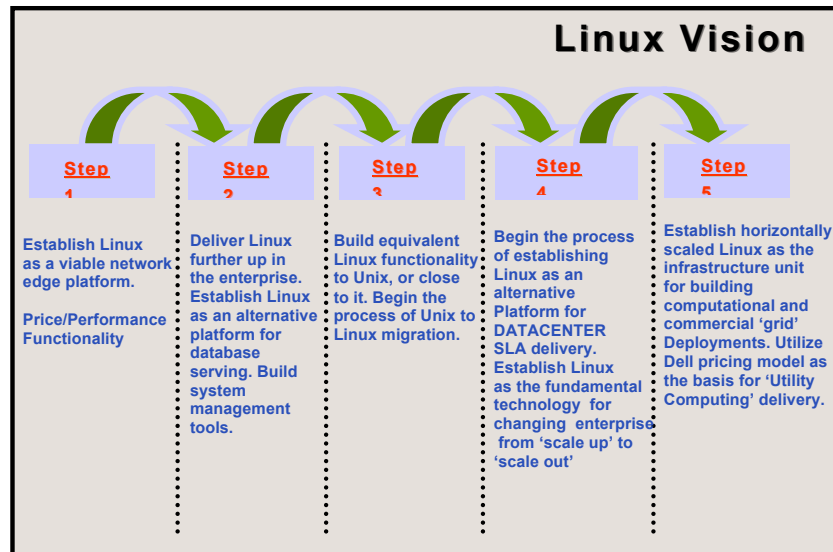 Linux Vision
Step
1
Step
2
Step
3
Step
4
Step
5
Establish Linux
as a viable network
edge platform.
Price/Performance
Functionality
Deliver Linux
further up in
the enterprise.
Establish Linux
as an alternative
platform for
database
serving. Build
system
management
tools.
Build equivalent
Linux functionality
to Unix, or close
to it. Begin the
process of Unix to
Linux migration.
Begin the process
of establishing
Linux as an
alternative
Platform for
DATACENTER
SLA delivery.
Establish Linux
as the fundamental
technology for
changing enterprise
from ‘scale up’ to
‘scale out’
Establish horizontally
scaled Linux as the
infrastructure unit
for building
computational and
commercial ‘grid’
Deployments. Utilize
Dell pricing model as
the basis for ‘Utility
Computing’ delivery.